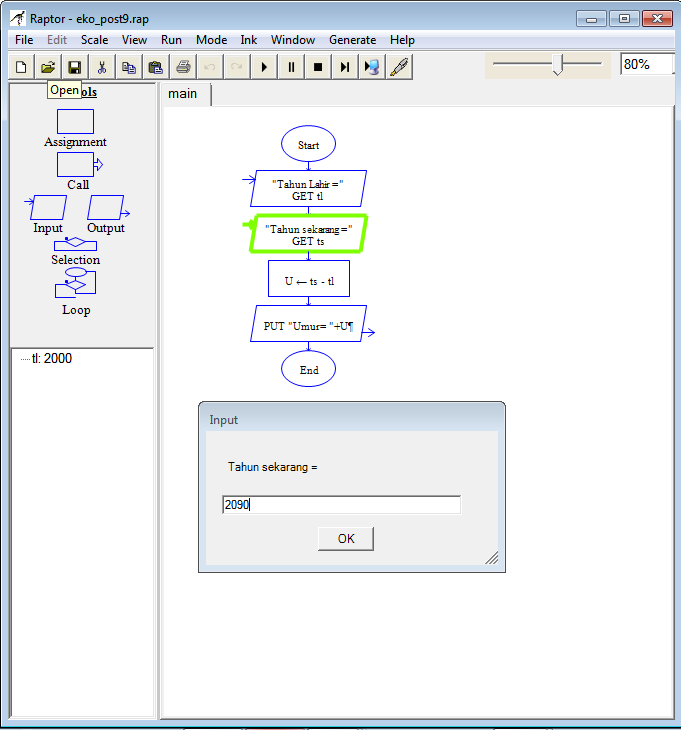 Raptor - eko_post9.rap
File Edit Scale View Run Mode Ink Window Generate Help
80%
Open
ols
main
Assignment
Call
Input Output
Selection
Loop
tl: 2000
Start
"Tahun Lahir ="
GET tl
"Tahun sekarang ="
GET ts
U ← ts - tl
PUT "Umur= "+U¶
End
Input
Tahun sekarang =
2090
OK